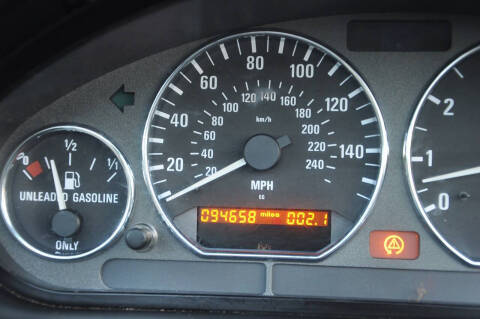 0 1/2 1/1
UNLEADED GASOLINE
ONLY
20 40 60 80 100 120 140
20 40 60 80 100 120 140 160 180 200 220 240
km/h
MPH
094658 miles 002.1
0 1 2